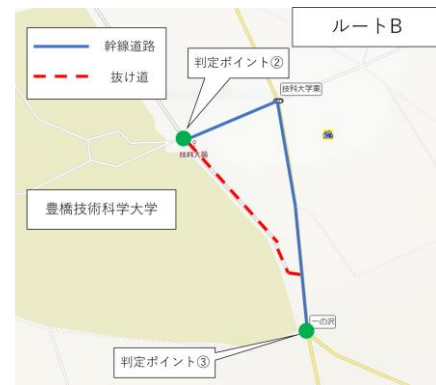 ルートB
幹線道路
抜け道
判定ポイント②
技科大学東
技科大前
豊橋技術科学大学
一の沢
判定ポイント③